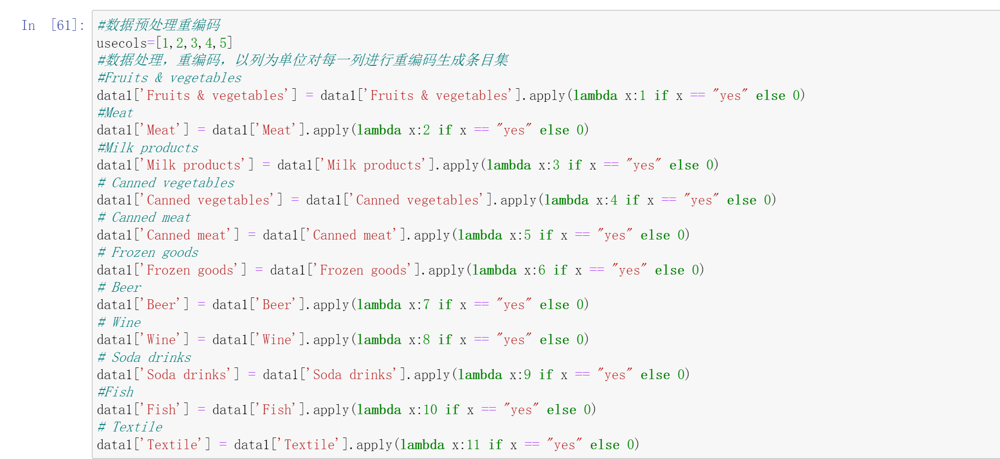 In [61]:
#数据预处理重编码
usecols=[1,2,3,4,5]
#数据处理，重编码，以列为单位对每一列进行重编码生成条目集
#Fruits & vegetables
data1['Fruits & vegetables'] = data1['Fruits & vegetables'].apply(lambda x:1 if x == "yes" else 0)
#Meat
data1['Meat'] = data1['Meat'].apply(lambda x:2 if x == "yes" else 0)
#Milk products
data1['Milk products'] = data1['Milk products'].apply(lambda x:3 if x == "yes" else 0)
# Canned vegetables
data1['Canned vegetables'] = data1['Canned vegetables'].apply(lambda x:4 if x == "yes" else 0)
# Canned meat
data1['Canned meat'] = data1['Canned meat'].apply(lambda x:5 if x == "yes" else 0)
# Frozen goods
data1['Frozen goods'] = data1['Frozen goods'].apply(lambda x:6 if x == "yes" else 0)
# Beer
data1['Beer'] = data1['Beer'].apply(lambda x:7 if x == "yes" else 0)
# Wine
data1['Wine'] = data1['Wine'].apply(lambda x:8 if x == "yes" else 0)
# Soda drinks
data1['Soda drinks'] = data1['Soda drinks'].apply(lambda x:9 if x == "yes" else 0)
#Fish
data1['Fish'] = data1['Fish'].apply(lambda x:10 if x == "yes" else 0)
# Textile
data1['Textile'] = data1['Textile'].apply(lambda x:11 if x == "yes" else 0)